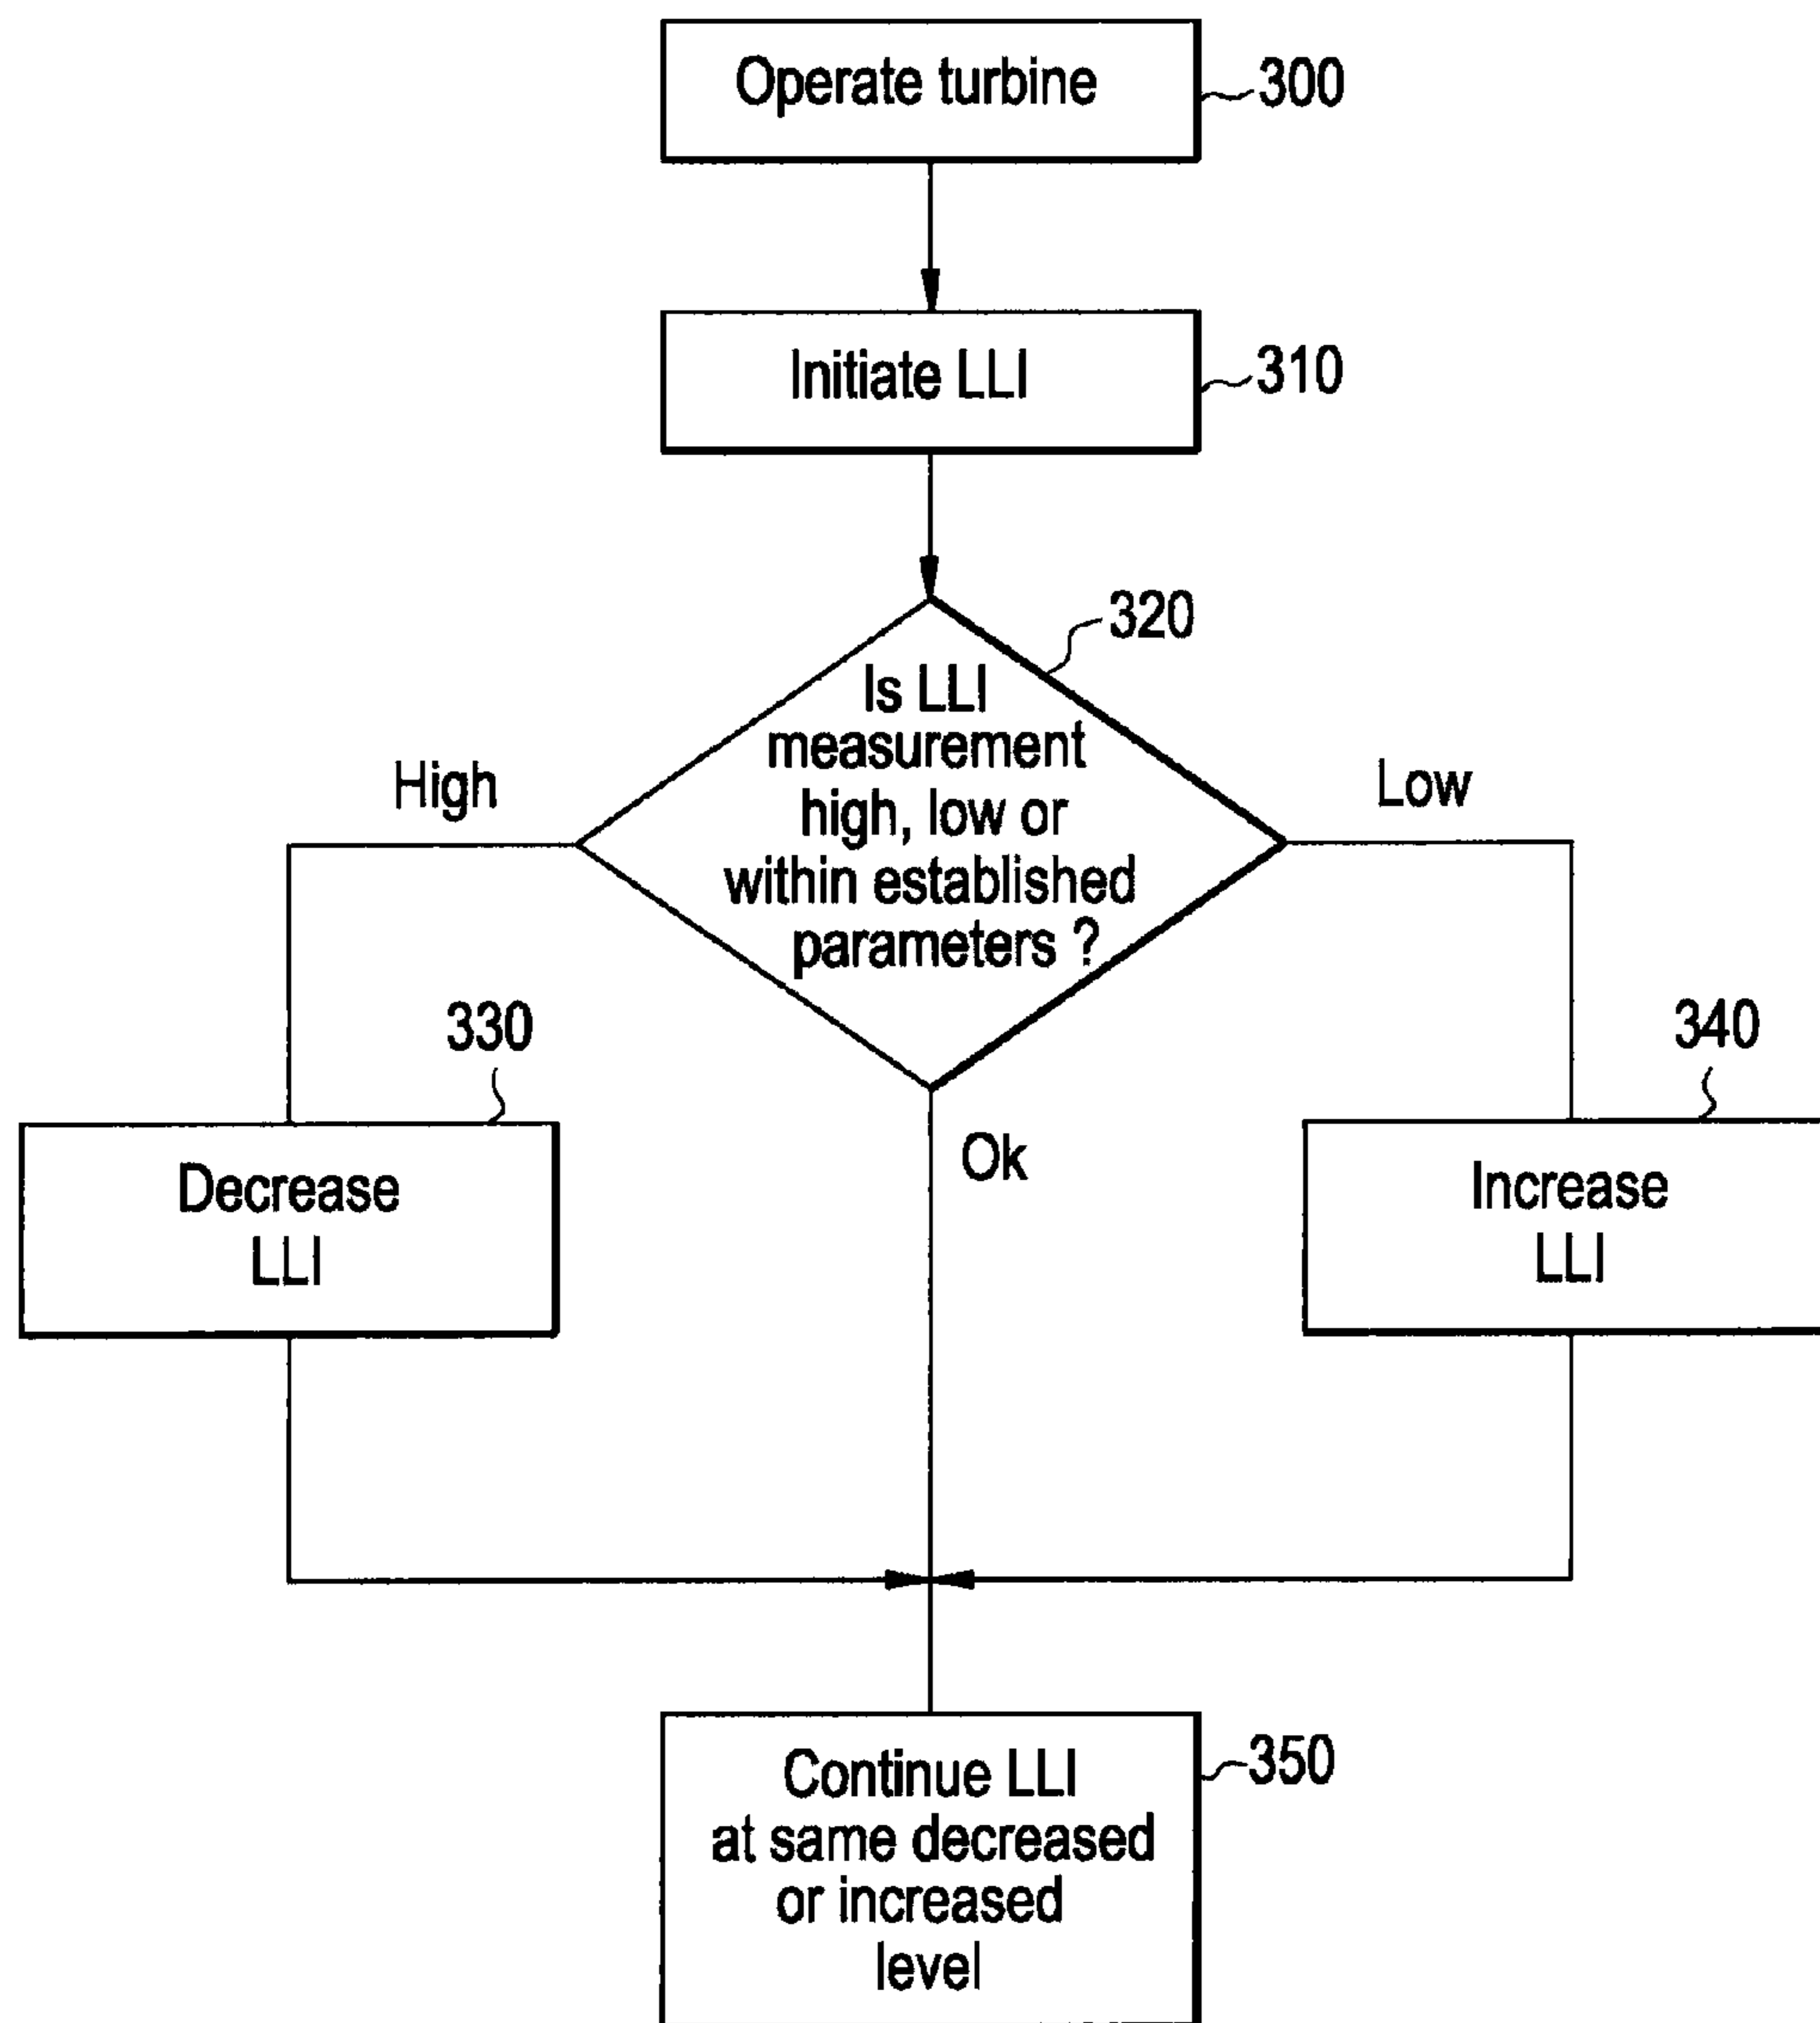 Operate turbine
300
Initiate LLI
310
320
Is LLI
measurement
high, low or
within established
parameters ?
High
Low
330
340
Decrease
LLI
Ok
Increase
LLI
Continue LLI
at same decreased
or increased
level
350